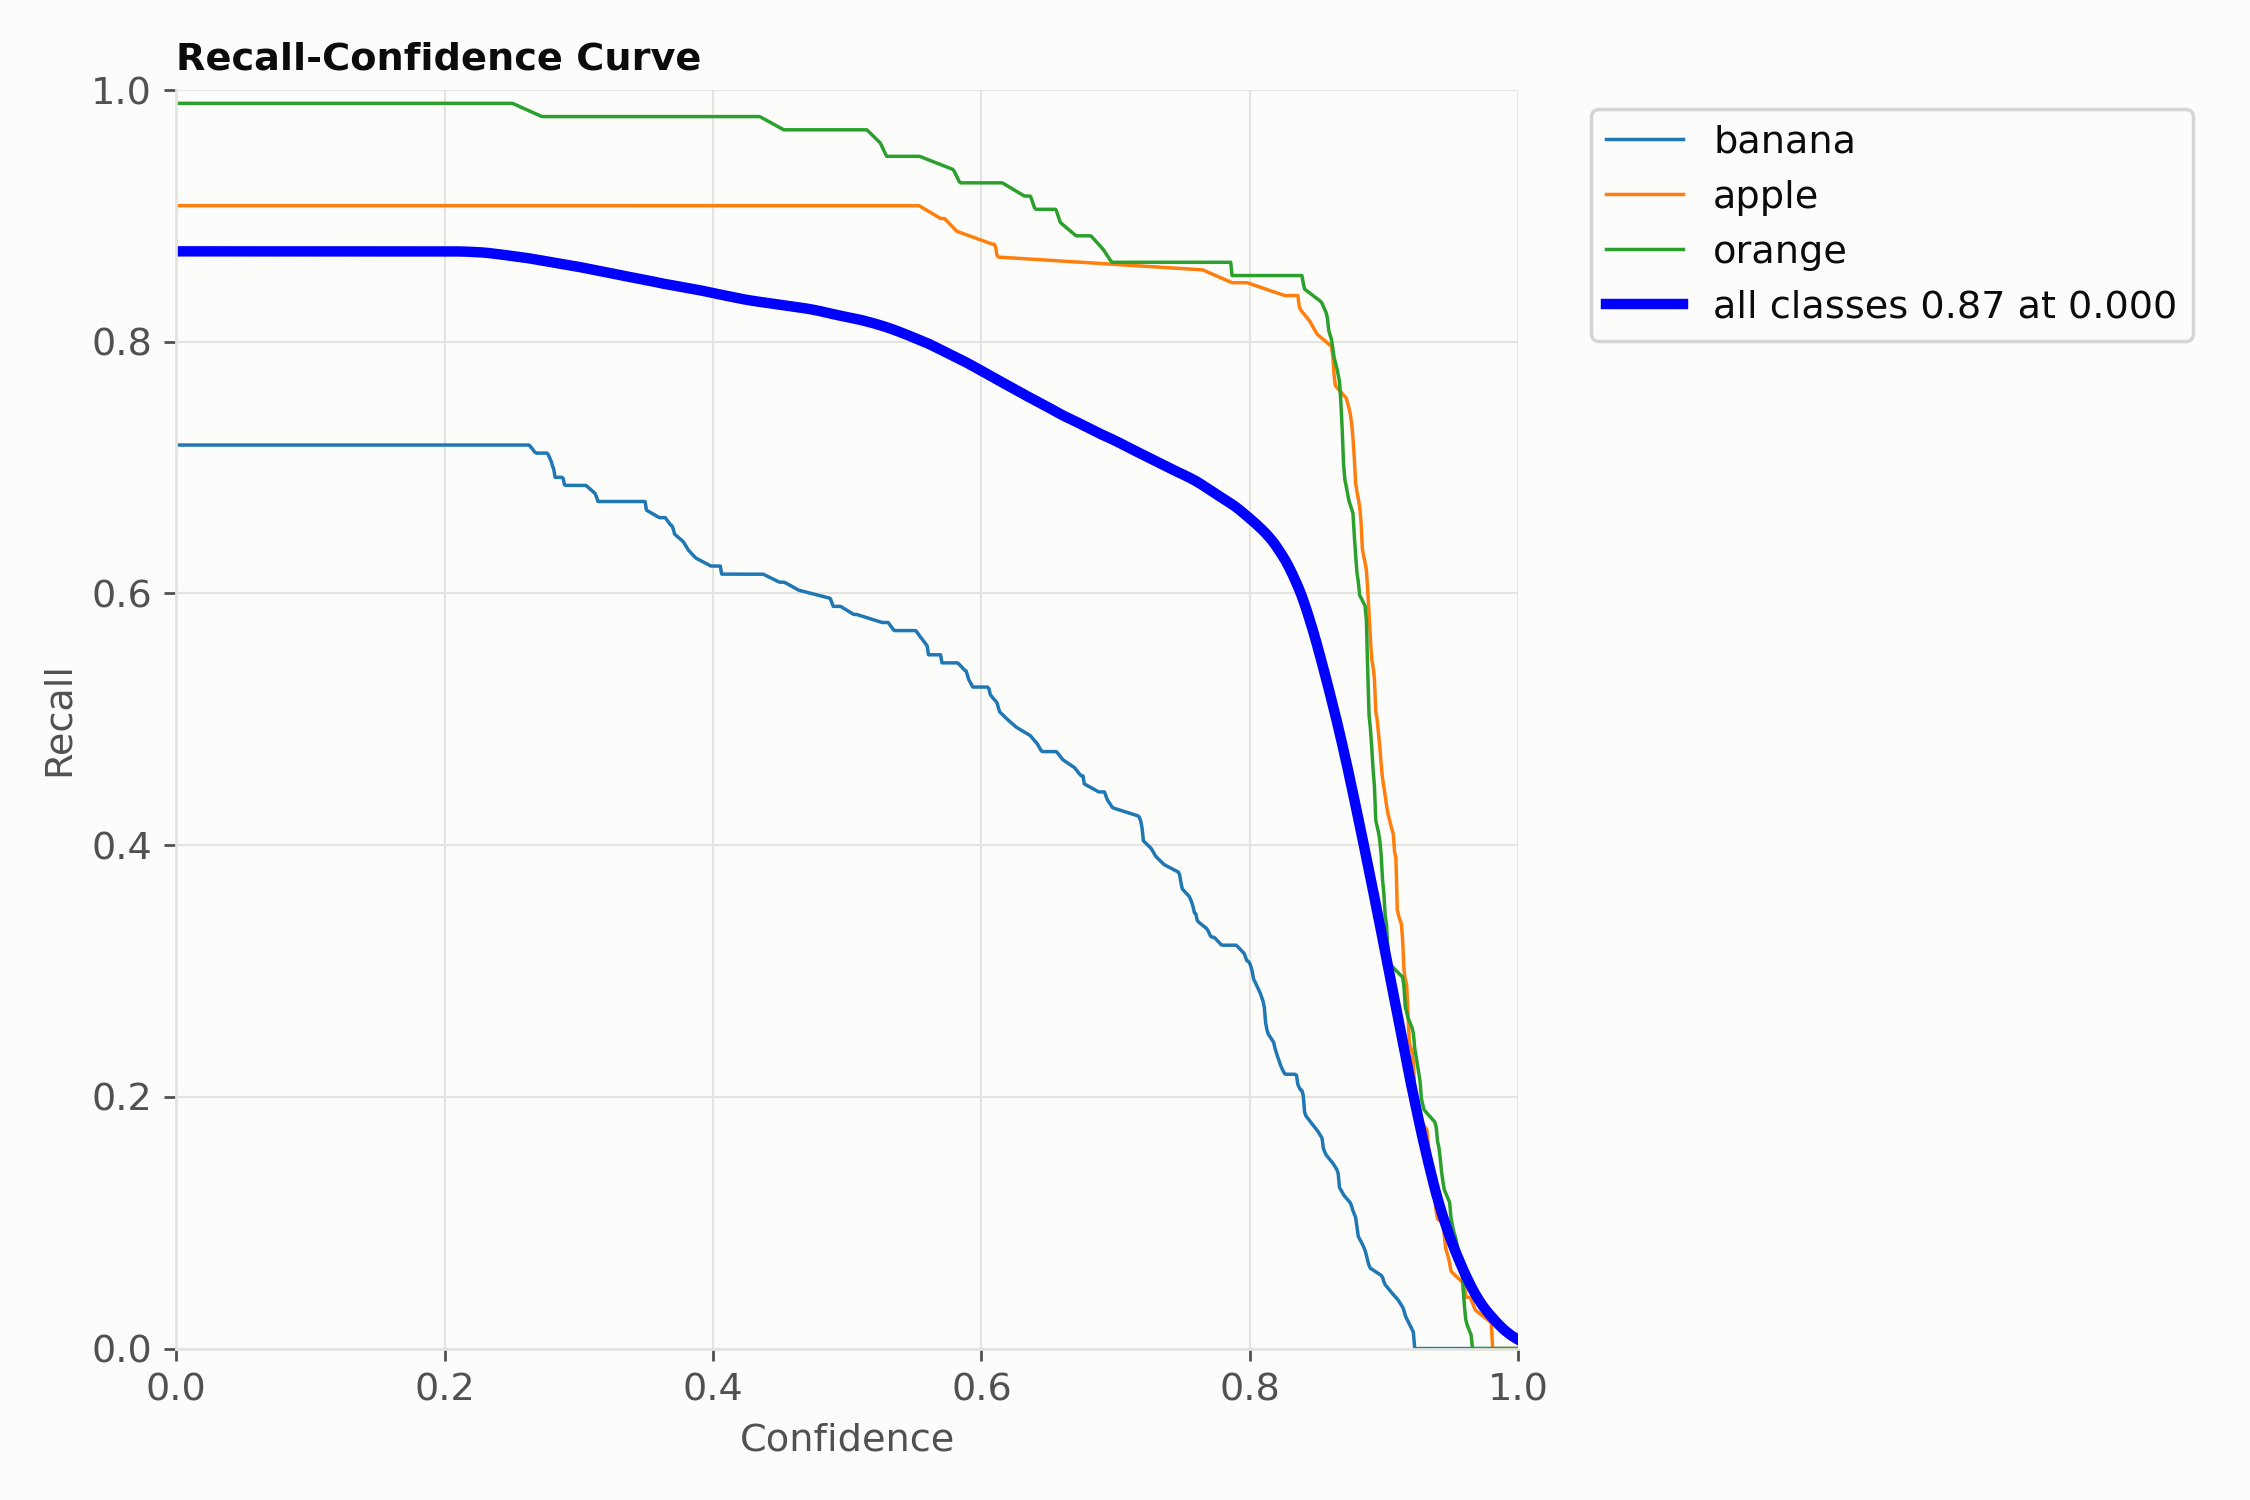 Recall-Confidence Curve
1.0
0.8
0.6
0.4
0.2
0.0
Recall
0.0 0.2 0.4 0.6 0.8 1.0
Confidence
banana
apple
orange
all classes 0.87 at 0.000